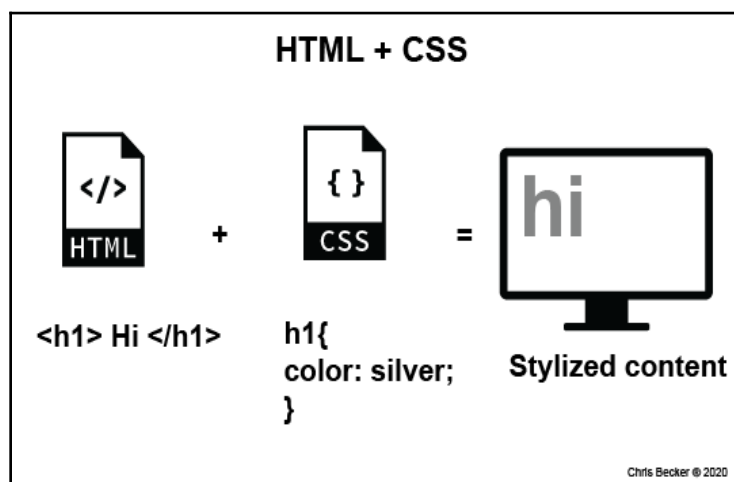 HTML + CSS
</>
HTML
+
{ }
CSS
=
hi
<h1> Hi </h1>
h1{
color: silver;
}
Stylized content
Chris Becker ® 2020